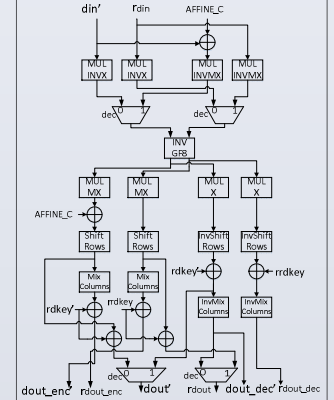 din’ rdin AFFINE_C
MUL INVX MUL INVX MUL INVMX MUL INVMX
dec 0 1 dec 0 1
INV GF8
MUL MX MUL MX MUL X MUL X
AFFINE_C
Shift Rows Shift Rows InvShift Rows InvShift Rows
rdkey’ rrdkey
Mix Columns Mix Columns
rdkey’ rrdkey
InvMix Columns InvMix Columns
dec 0 1 dec 0 1
dout_enc’ rdout_enc dout’ rdout dout_dec’ rdout_dec